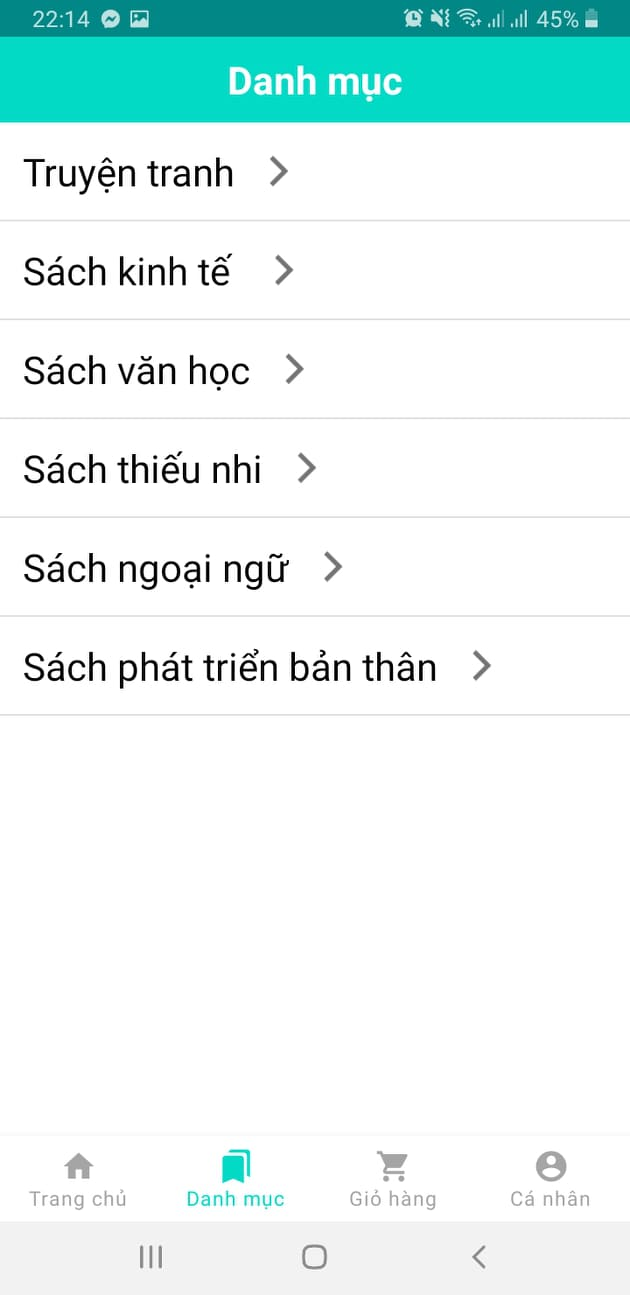 22:14 45%
Danh mục
Truyện tranh
Sách kinh tế
Sách văn học
Sách thiếu nhi
Sách ngoại ngữ
Sách phát triển bản thân
Trang chủ Danh mục Giỏ hàng Cá nhân